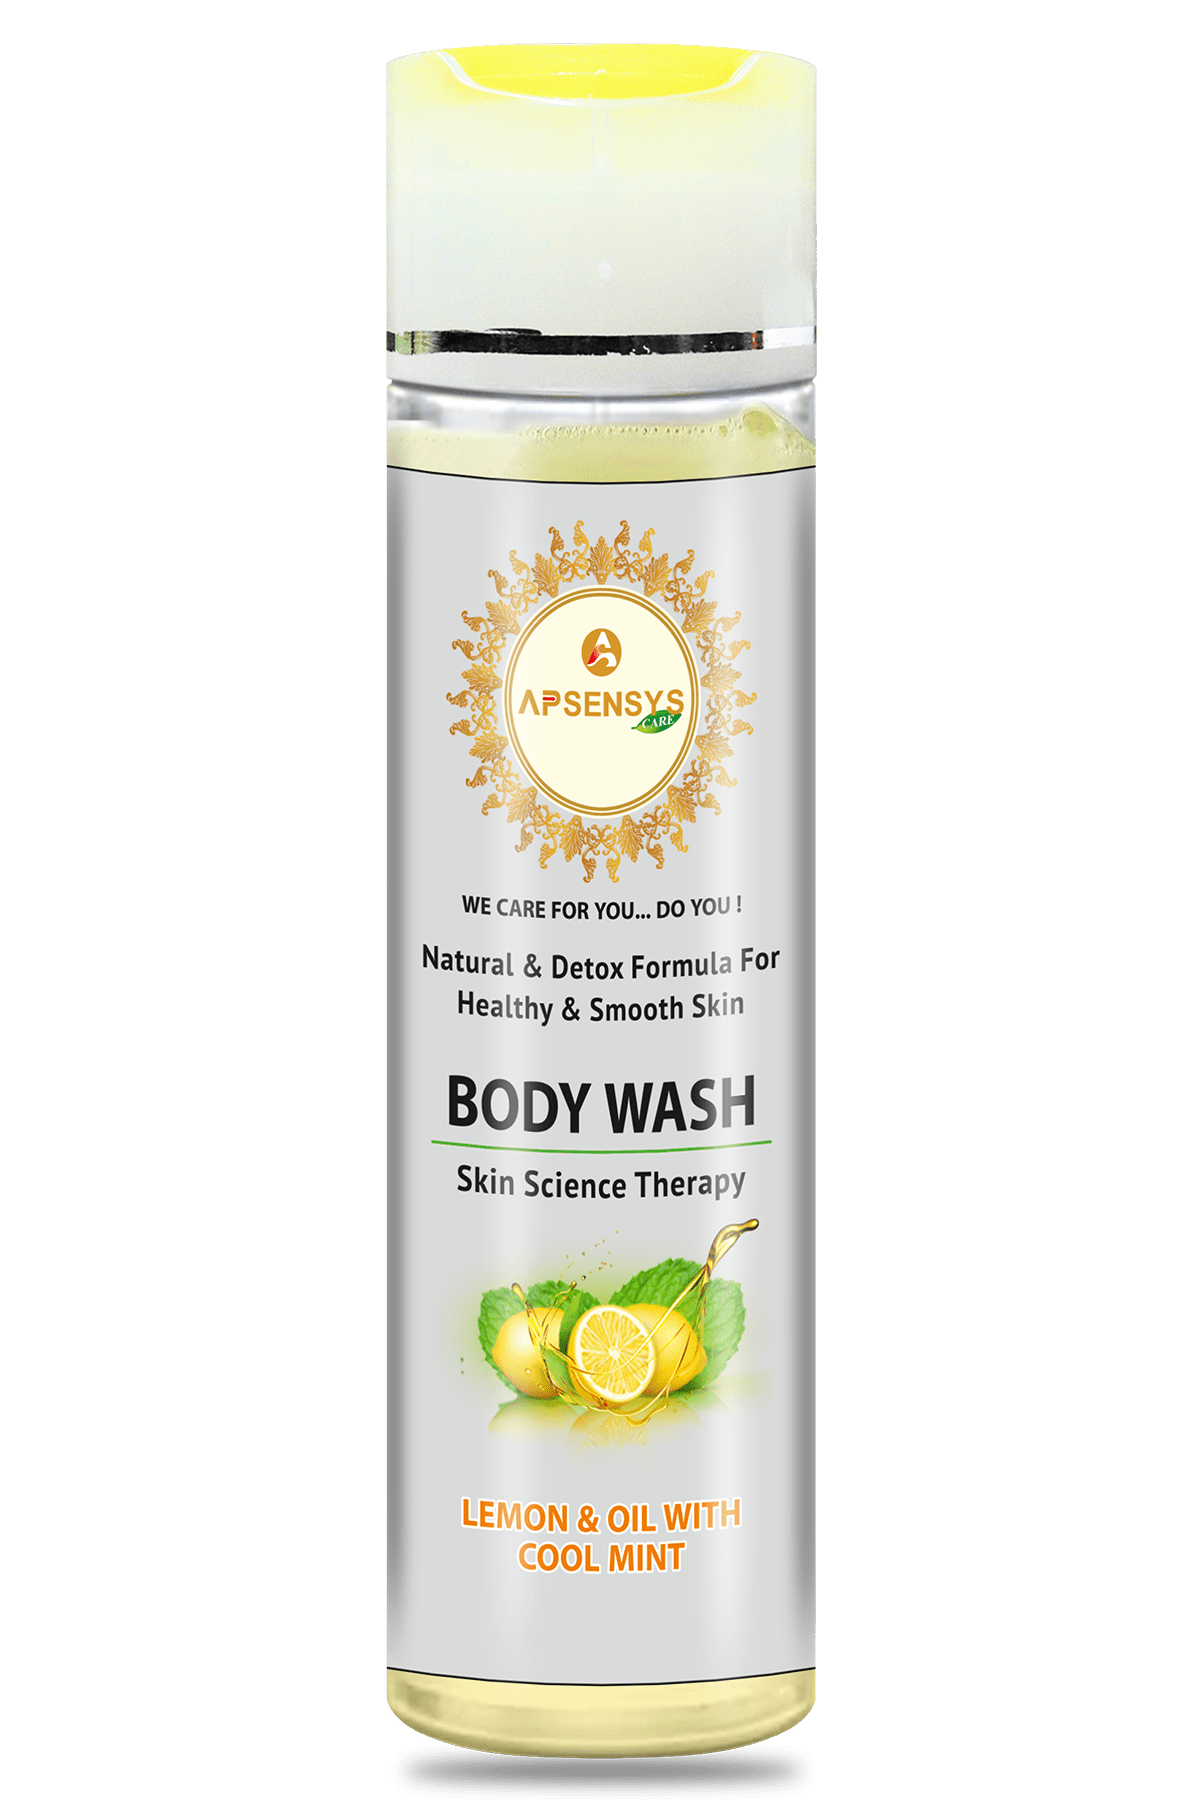 APSENSYS
CARE
WE CARE FOR YOU... DO YOU !
Natural & Detox Formula For
Healthy & Smooth Skin
BODY WASH
Skin Science Therapy
LEMON & OIL WITH
COOL MINT